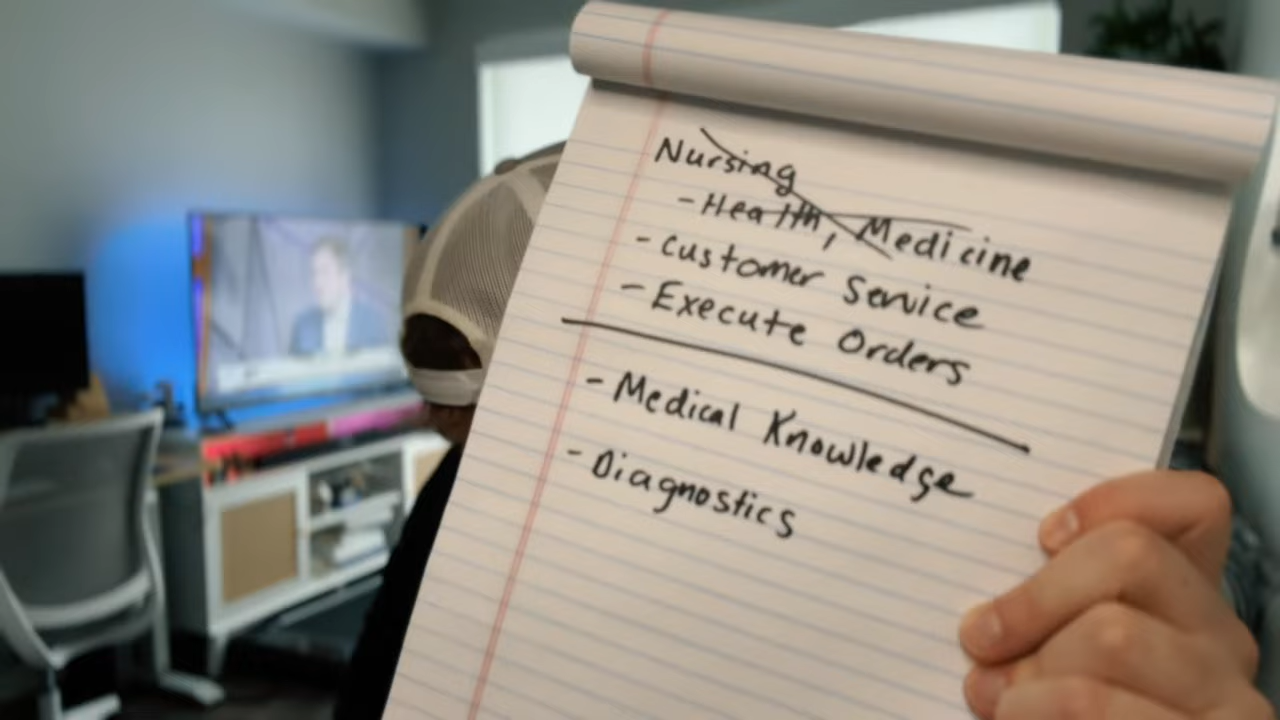 Nursing
- Health, Medicine
- Customer Service
- Execute Orders
- Medical Knowledge
- Diagnostics